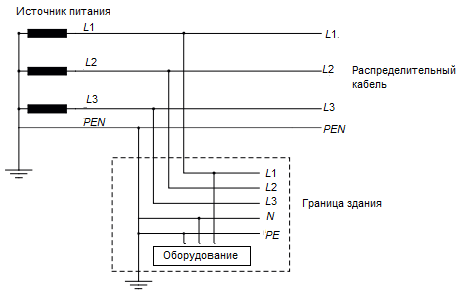 Источник питания
L1
L1.
L2
L2
Распределительный
кабель
L3
L3
PEN
PEN
L1
L2
L3
Граница здания
N
PE
Оборудование